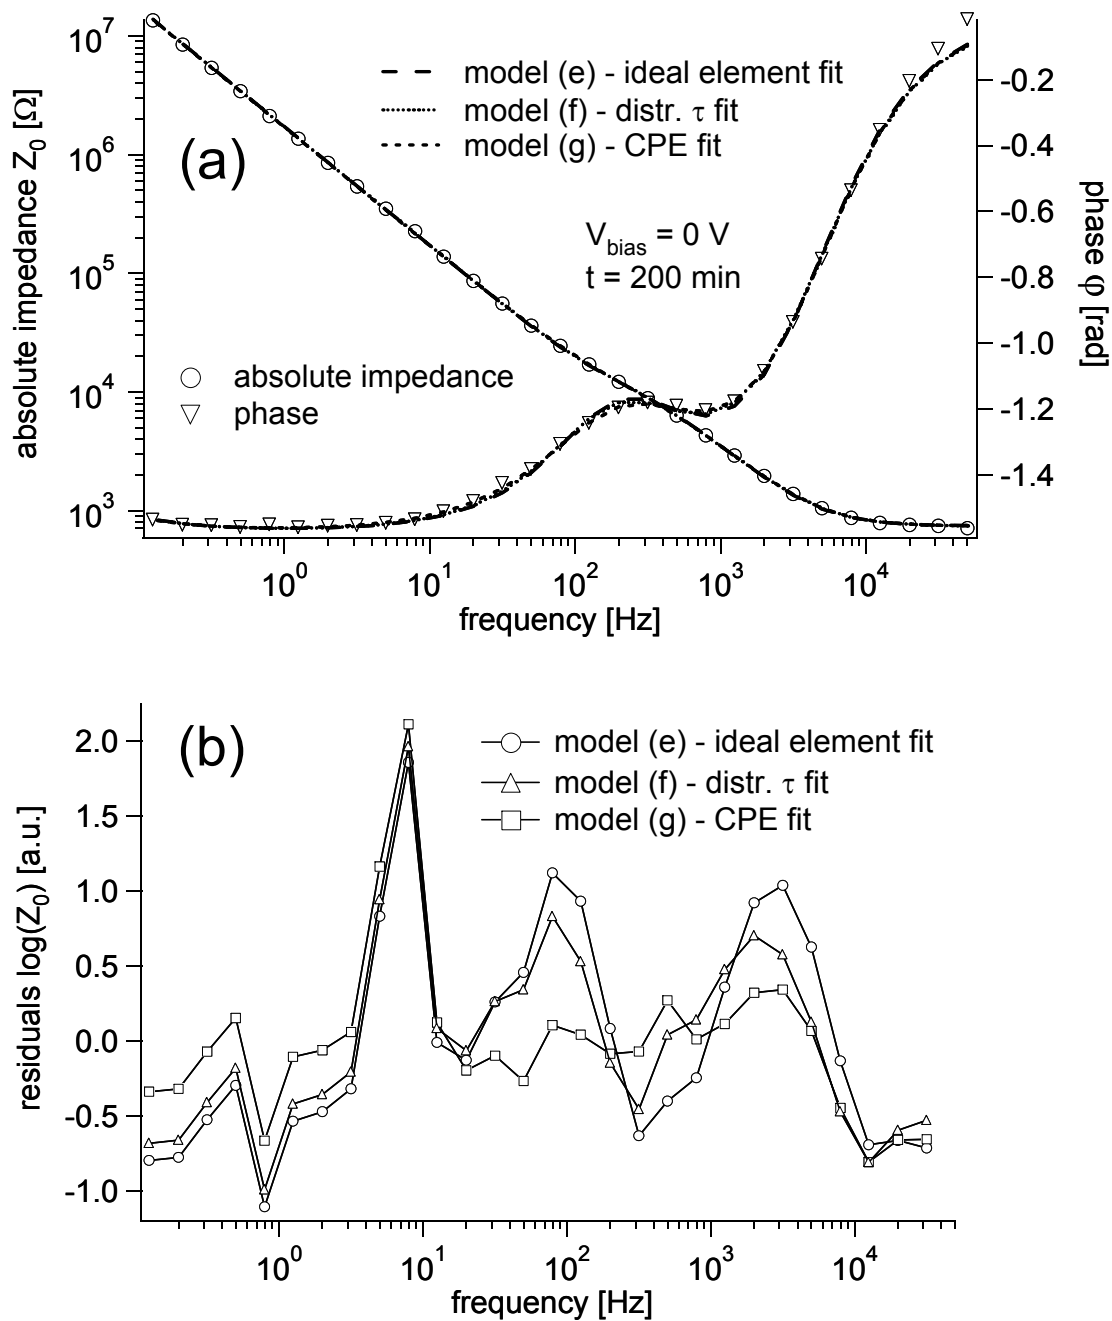 10⁷
10⁶
10⁵
10⁴
10³
absolute impedance Z₀ [Ω]
(a)
model (e) - ideal element fit
model (f) - distr. τ fit
model (g) - CPE fit
V_bias = 0 V
t = 200 min
absolute impedance
phase
-0.2
-0.4
-0.6
-0.8
-1.0
-1.2
-1.4
phase φ [rad]
10⁰ 10¹ 10² 10³ 10⁴
frequency [Hz]
(b)
model (e) - ideal element fit
model (f) - distr. τ fit
model (g) - CPE fit
2.0
1.5
1.0
0.5
0.0
-0.5
-1.0
residuals log(Z₀) [a.u.]
10⁰ 10¹ 10² 10³ 10⁴
frequency [Hz]